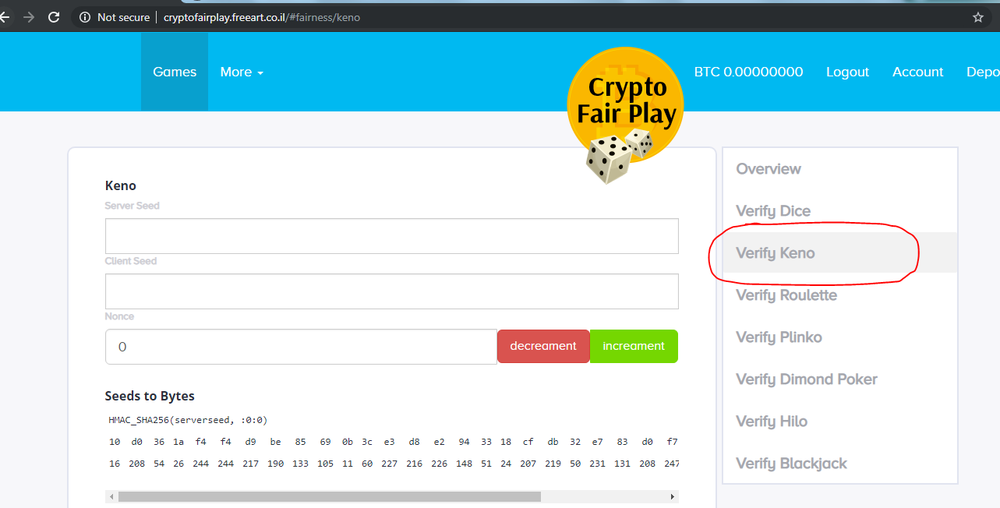 Not secure | cryptofairplay.freeart.co.il/#fairness/keno
Games More BTC 0.00000000 Logout Account Depo
Crypto
Fair Play
Keno
Server Seed
Client Seed
Nonce
0 decreament increament
Seeds to Bytes
HMAC_SHA256(serverseed, :0:0)
10 d0 36 1a f4 f4 d9 be 85 69 0b 3c e3 d8 e2 94 33 18 cf db 32 e7 83 d0 f7
16 208 54 26 244 244 217 190 133 105 11 60 227 216 226 148 51 24 207 219 50 231 131 208 247
Overview
Verify Dice
Verify Keno
Verify Roulette
Verify Plinko
Verify Dimond Poker
Verify Hilo
Verify Blackjack